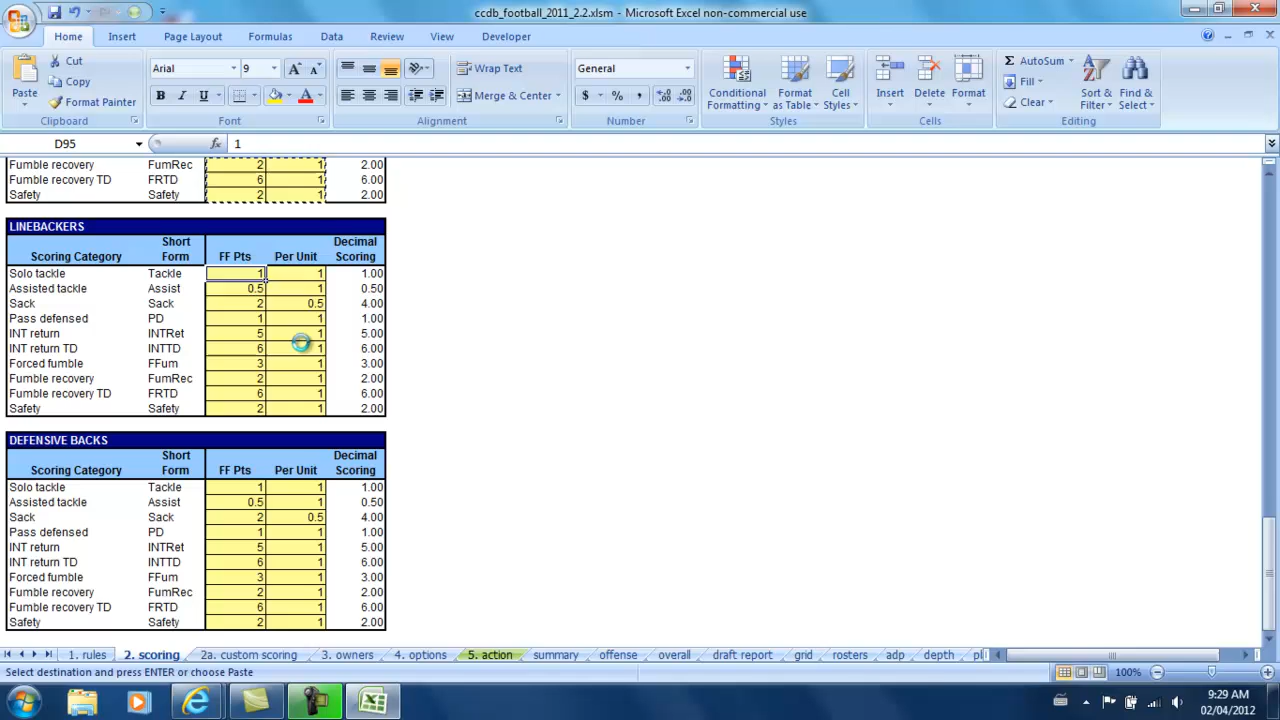 ccdb_football_2011_2.2.xlsm - Microsoft Excel non-commercial use
Home Insert Page Layout Formulas Data Review View Developer
Paste Cut Copy Format Painter Clipboard
Arial 9 A A B I U A Font
Wrap Text Merge & Center Alignment
General $ % , .0 .00 .00 .0 Number
Conditional Formatting Format as Table Cell Styles Styles
Insert Delete Format Cells
Σ AutoSum Fill Clear Sort & Filter Find & Select Editing
D95 fx 1
Fumble recovery FumRec 2 1 2.00
Fumble recovery TD FRTD 6 1 6.00
Safety Safety 2 1 2.00
LINEBACKERS
Scoring Category Short Form FF Pts Per Unit Decimal Scoring
Solo tackle Tackle 1 1 1.00
Assisted tackle Assist 0.5 1 0.50
Sack Sack 2 0.5 4.00
Pass defensed PD 1 1 1.00
INT return INTRet 5 1 5.00
INT return TD INTTD 6 1 6.00
Forced fumble FFum 3 1 3.00
Fumble recovery FumRec 2 1 2.00
Fumble recovery TD FRTD 6 1 6.00
Safety Safety 2 1 2.00
DEFENSIVE BACKS
Scoring Category Short Form FF Pts Per Unit Decimal Scoring
Solo tackle Tackle 1 1 1.00
Assisted tackle Assist 0.5 1 0.50
Sack Sack 2 0.5 4.00
Pass defensed PD 1 1 1.00
INT return INTRet 5 1 5.00
INT return TD INTTD 6 1 6.00
Forced fumble FFum 3 1 3.00
Fumble recovery FumRec 2 1 2.00
Fumble recovery TD FRTD 6 1 6.00
Safety Safety 2 1 2.00
1. rules 2. scoring 2a. custom scoring 3. owners 4. options 5. action summary offense overall draft report grid rosters adp depth
Select destination and press ENTER or choose Paste 100%
9:29 AM
02/04/2012